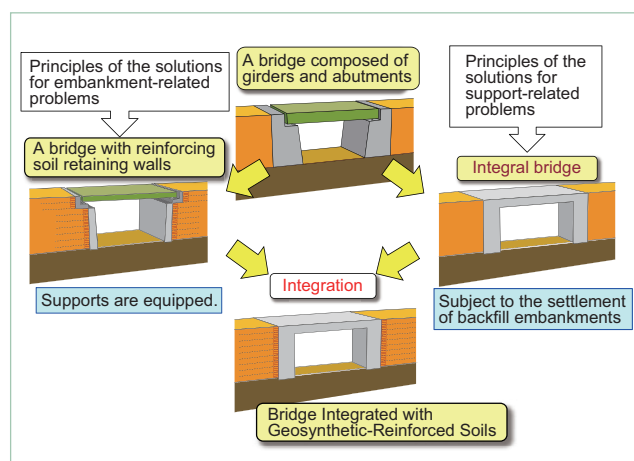 Principles of the solutions
for embankment-related
problems
A bridge composed of
girders and abutments
Principles of the
solutions for
support-related
problems
A bridge with reinforcing
soil retaining walls
Integral bridge
Supports are equipped.
Integration
Subject to the settlement
of backfill embankments
Bridge Integrated with
Geosynthetic-Reinforced Soils